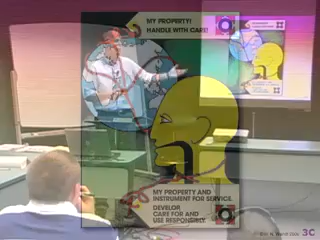 MY PROPERTY!
HANDLE WITH CARE!
MY PROPERTY AND
INSTRUMENT FOR SERVICE.
DEVELOP
CARE FOR AND
USE RESPONSIBLY.
3C